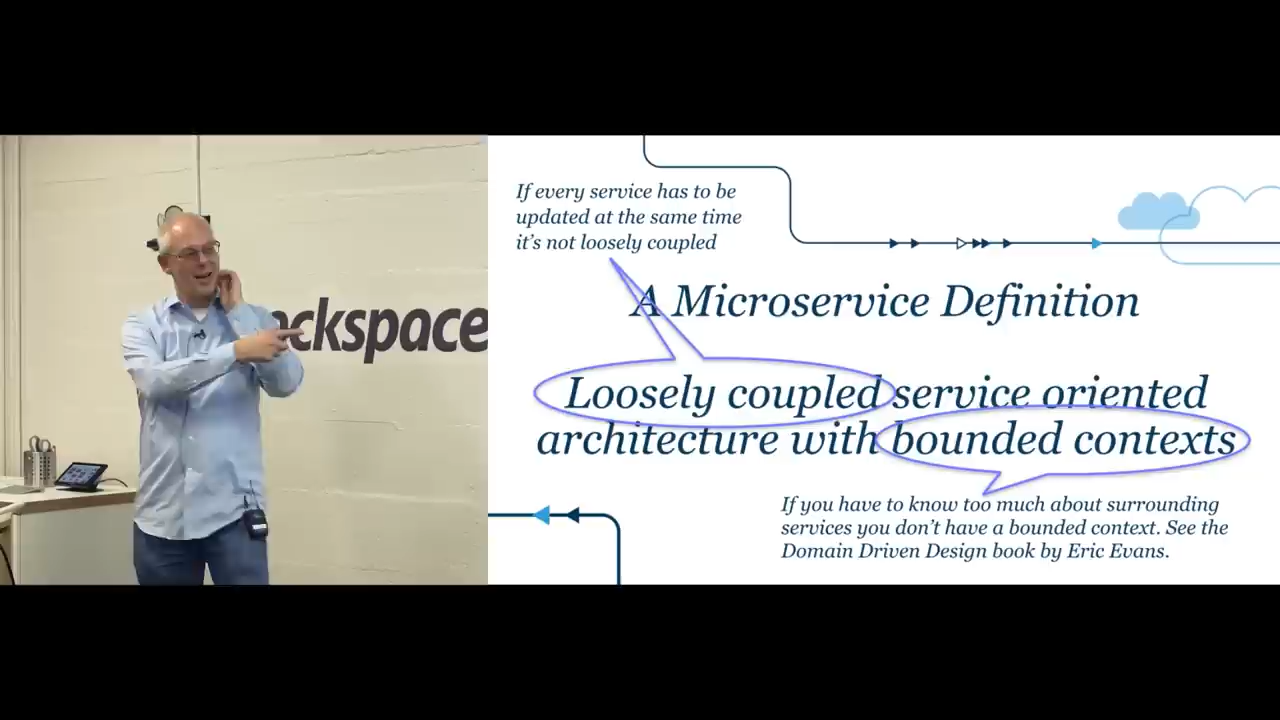 ackspace
If every service has to be
updated at the same time
it's not loosely coupled
A Microservice Definition
Loosely coupled service oriented
architecture with bounded contexts
If you have to know too much about surrounding
services you don't have a bounded context. See the
Domain Driven Design book by Eric Evans.